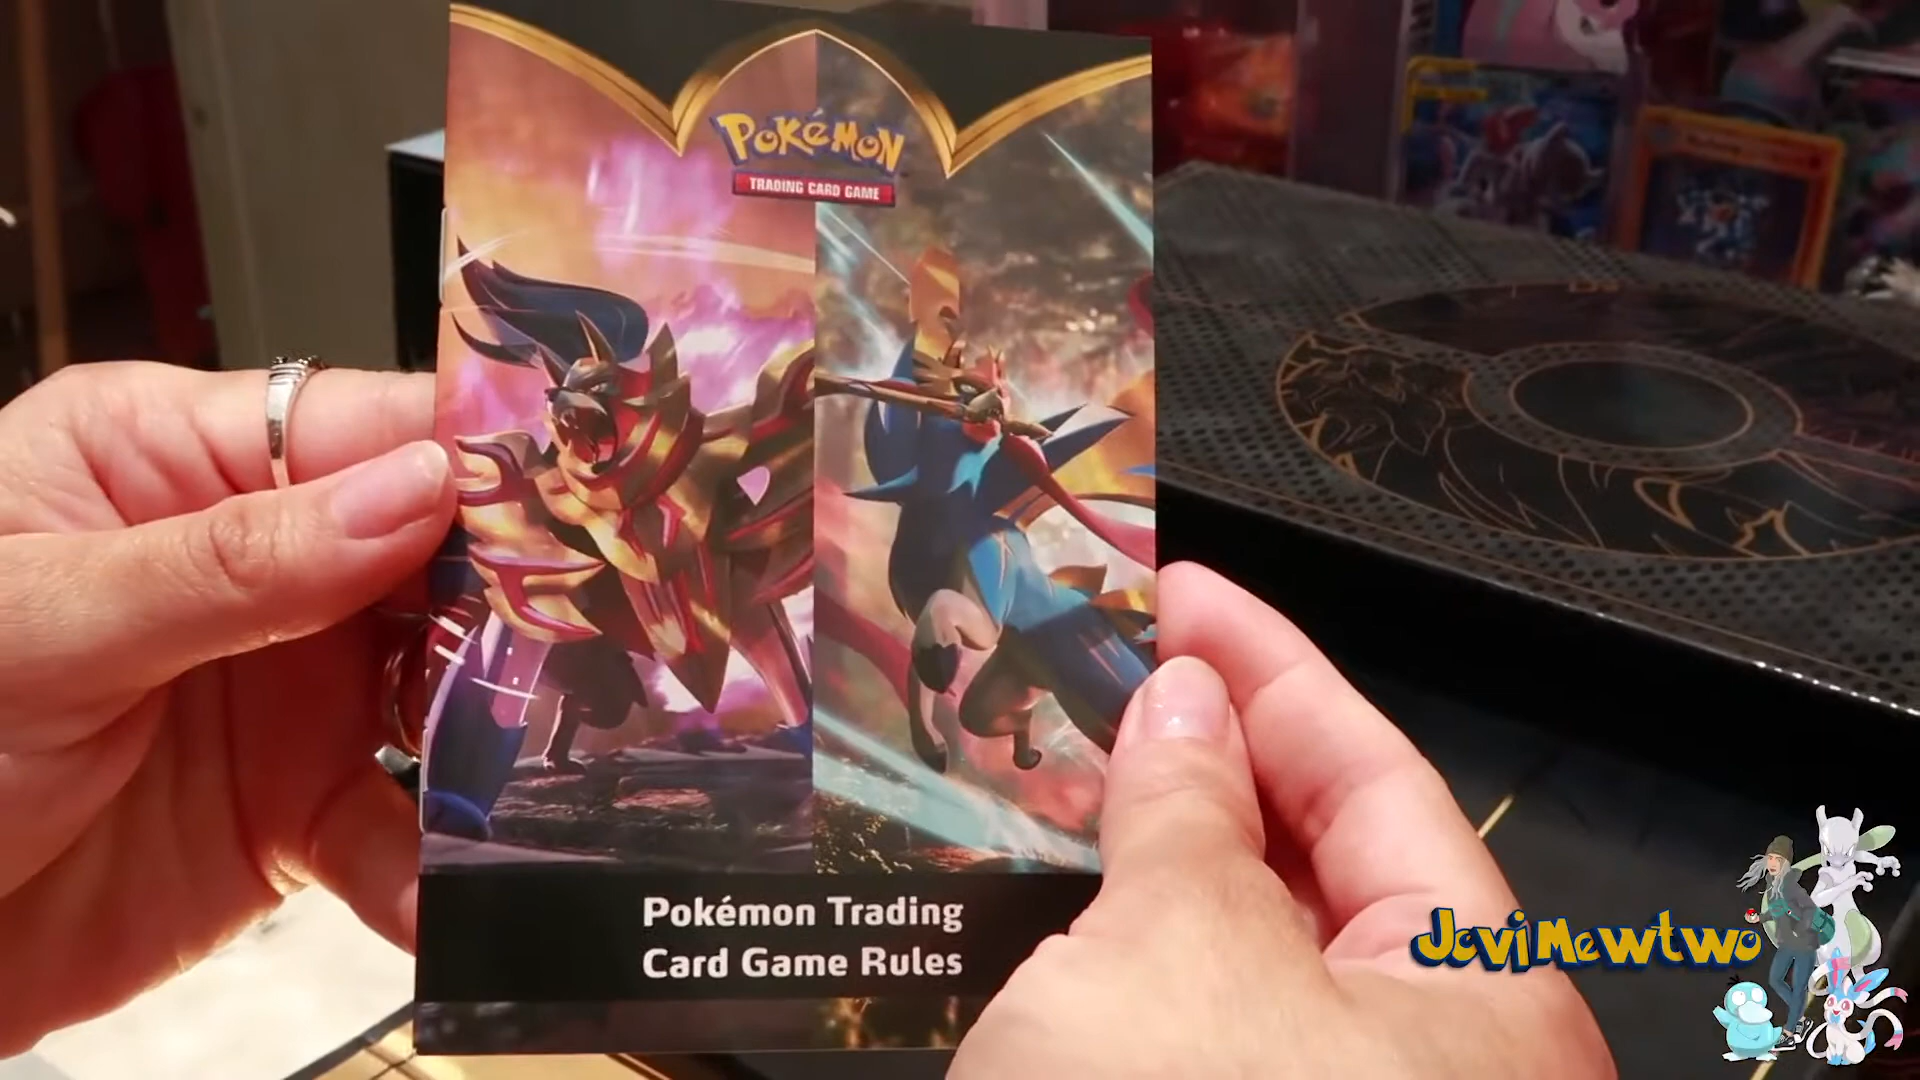 POKéMON
TRADING CARD GAME
Pokémon Trading
Card Game Rules
JoviMewtwo